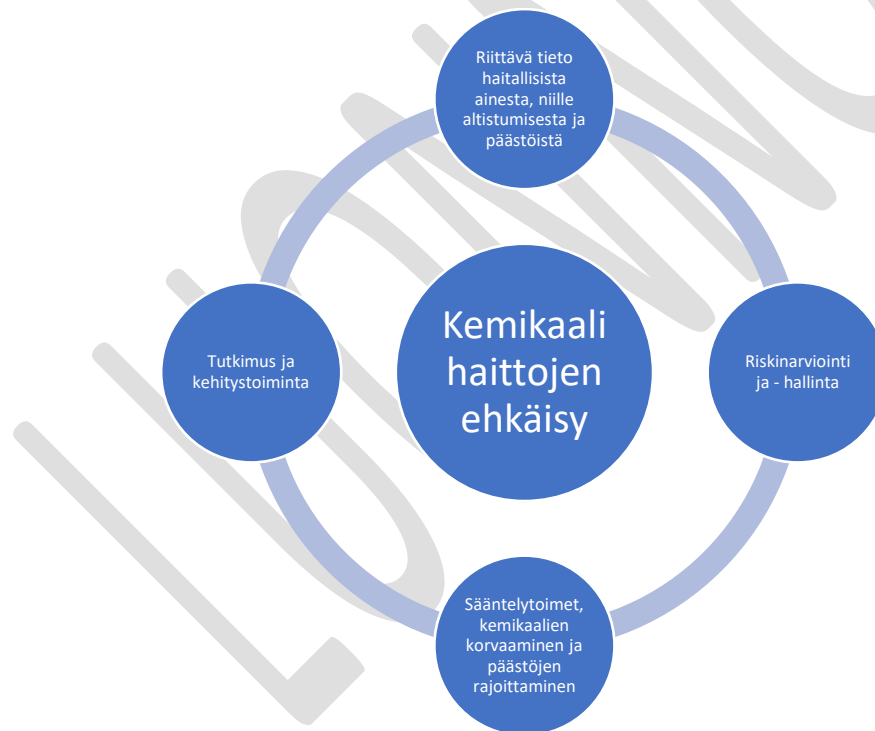 Riittävä tieto
haitallisista
ainesta, niille
altistumisesta ja
päästöistä
Kemikaali
haittojen
ehkäisy
Tutkimus ja
kehitystoiminta
Riskinarviointi
ja - hallinta
Sääntelytoimet,
kemikaalien
korvaaminen ja
päästöjen
rajoittaminen